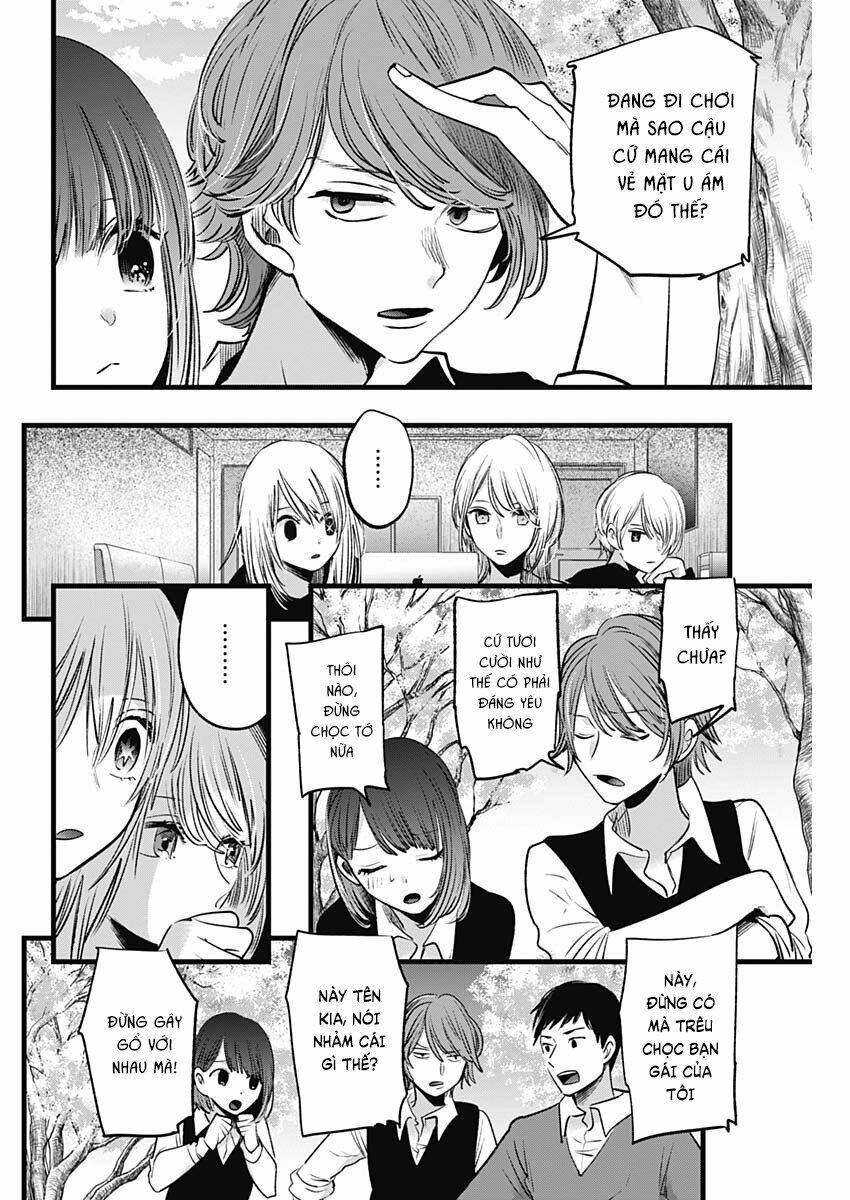 ĐANG ĐI CHƠI
MÀ SAO CẬU
CỨ MANG CÁI
VẺ MẶT U ÁM
ĐÓ THẾ?
......
THẤY
CHƯA?
CỨ TƯƠI
CƯỜI NHƯ
THẾ CÓ PHẢI
ĐÁNG YÊU
KHÔNG
THÔI
NÀO,
ĐỪNG
CHỌC TỚ
NỮA
......
NÀY,
ĐỪNG CÓ
MÀ TRÊU
CHỌC BẠN
GÁI CỦA
TÔI
NÀY TÊN
KIA, NÓI
NHẢM CÁI
GÌ THẾ?
ĐỪNG GÂY
GỔ VỚI
NHAU MÀ!